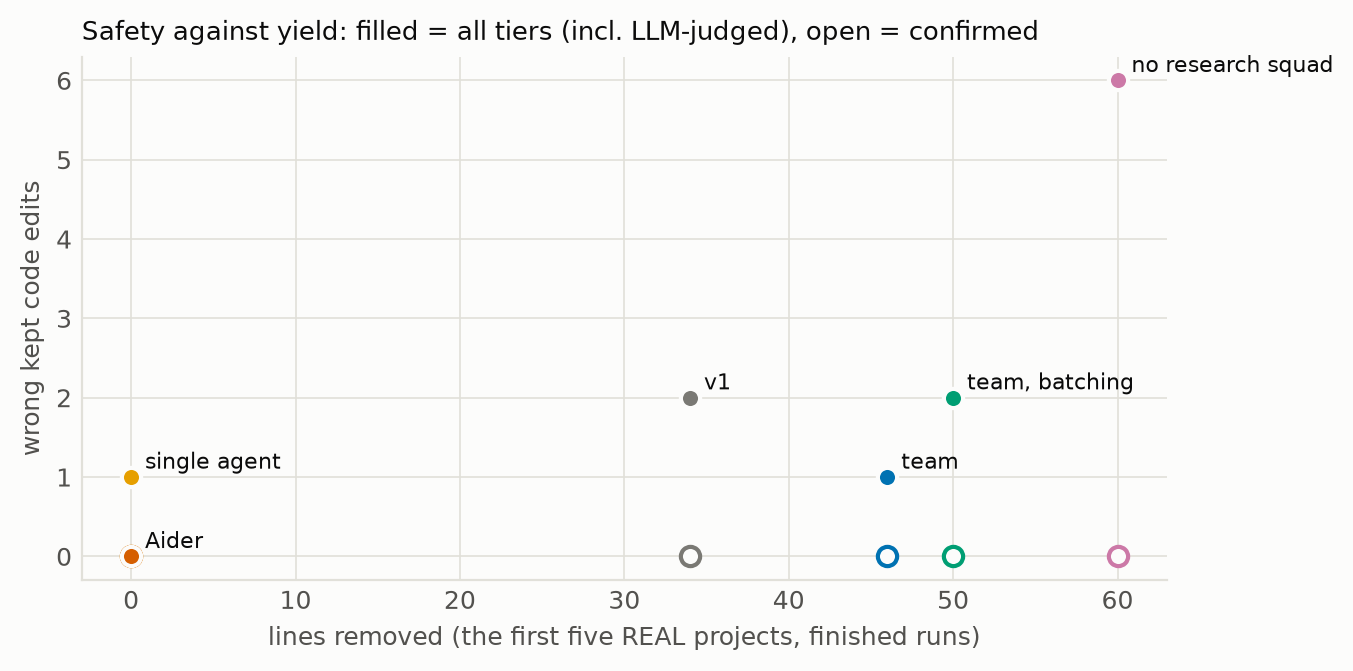 Safety against yield: filled = all tiers (incl. LLM-judged), open = confirmed
no research squad
6
5
4
3
2
1
0
wrong kept code edits
v1
team, batching
single agent
team
Aider
0 10 20 30 40 50 60
lines removed (the first five REAL projects, finished runs)